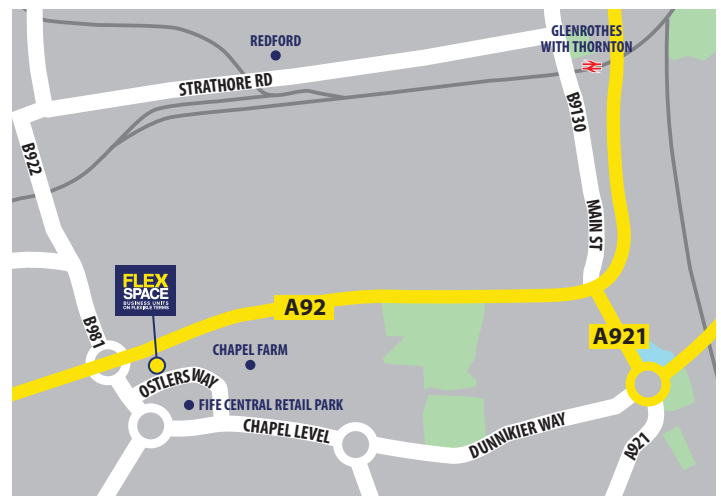 GLENROTHES
WITH THORNTON
REDFORD
STRATHORE RD
B9130
B922
MAIN ST
FLEX
SPACE
BUSINESS UNITS
ON FLEXIBLE TERMS
A92
A921
B981
CHAPEL FARM
OSTLERS WAY
FIFE CENTRAL RETAIL PARK
CHAPEL LEVEL
DUNNIKIER WAY
A921